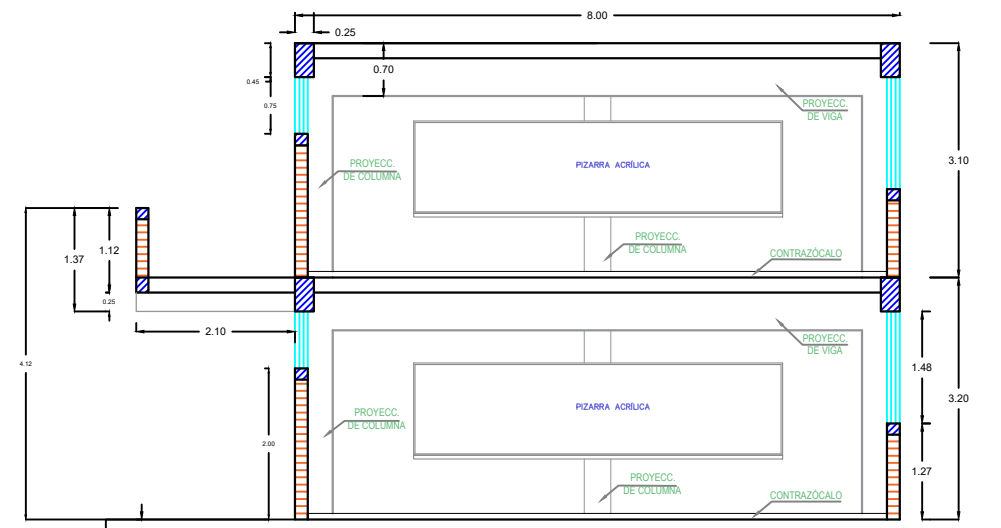 8.00
0.25
0.70
0.45
0.75
PROYECC.
DE VIGA
3.10
PROYECC.
DE COLUMNA
PIZARRA ACRÍLICA
PROYECC.
DE COLUMNA
CONTRAZÓCALO
1.12
1.37
0.25
2.10
PROYECC.
DE VIGA
4.12
1.48
3.20
PROYECC.
DE COLUMNA
PIZARRA ACRÍLICA
2.00
1.27
PROYECC.
DE COLUMNA
CONTRAZÓCALO